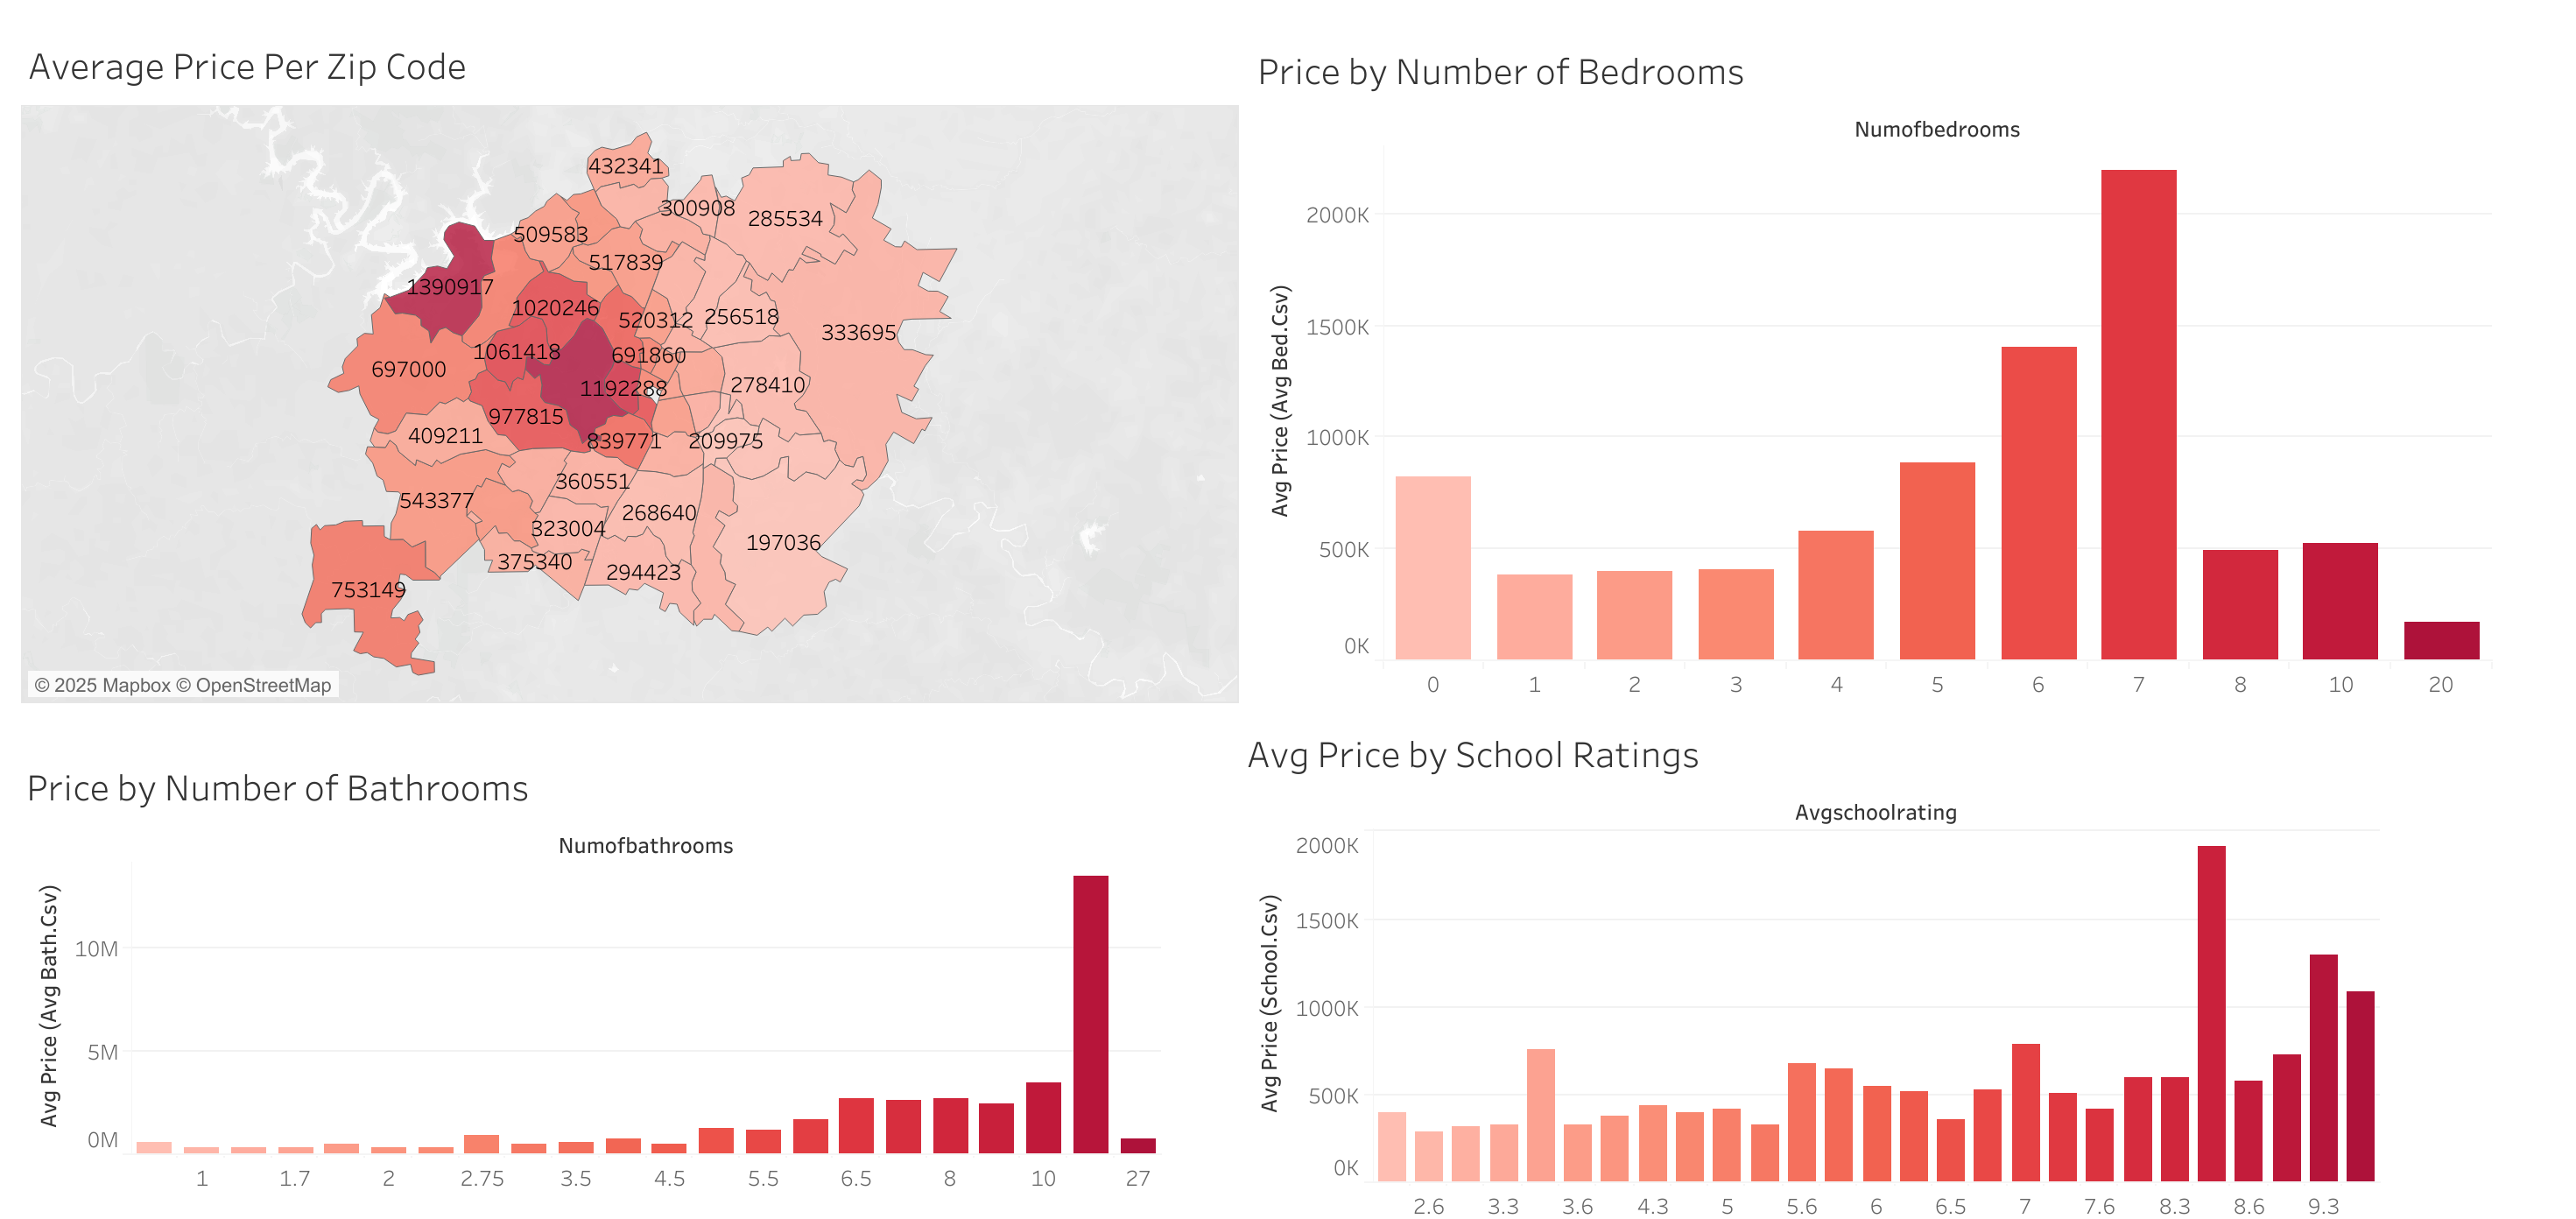 Average Price Per Zip Code
432341
300908
285534
509583
517839
1390917
1020246
520312
256518
333695
1061418
691860
697000
1192288
278410
977815
409211
839771
209975
360551
543377
268640
323004
197036
375340
294423
753149
© 2025 Mapbox © OpenStreetMap
Price by Number of Bedrooms
Numofbedrooms
Avg Price (Avg Bed.Csv)
2000K
1500K
1000K
500K
0K
0 1 2 3 4 5 6 7 8 10 20
Price by Number of Bathrooms
Numofbathrooms
Avg Price (Avg Bath.Csv)
10M
5M
0M
1 1.7 2 2.75 3.5 4.5 5.5 6.5 8 10 27
Avg Price by School Ratings
Avgschoolrating
Avg Price (School.Csv)
2000K
1500K
1000K
500K
0K
2.6 3.3 3.6 4.3 5 5.6 6 6.5 7 7.6 8.3 8.6 9.3